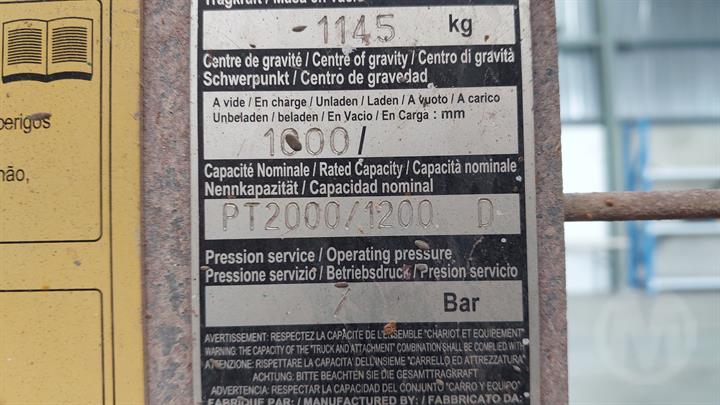 Tragkraft / Masa en vacio
-1145 kg
Centre de gravité / Centre of gravity / Centro di gravità
Schwerpunkt / Centro de gravedad
A vide / En charge / Unladen / Laden / A vuoto / A carico
Unbeladen / beladen / En Vacio / En Carga : mm
1000/
Capacité Nominale / Rated Capacity / Capacità nominale
Nennkapazität / Capacidad nominal
PT2000/1200 D
Pression service / Operating pressure
Pressione servizio / Betriebsdruck / Presion servicio
/ Bar
AVERTISSEMENT: RESPECTEZ LA CAPACITE DE L'ENSEMBLE "CHARIOT ET EQUIPEMENT"
WARNING: THE CAPACITY OF THE "TRUCK AND ATTACHMENT" COMBINATION SHALL BE COMPLIED WITH
ATTENZIONE: RISPETTARE LA CAPACITA DELL'INSIEME "CARRELLO ED ATTREZZATURA"
ACHTUNG: BITTE BEACHTEN SIE DIE GESAMTTRAGKRAFT
ADVERTENCIA: RESPECTAR LA CAPACIDAD DEL CONJUNTO "CARRO Y EQUIPO"
FABRIQUE PAR: / MANUFACTURED BY: / FABBRICATO DA:
perigos
não,
M